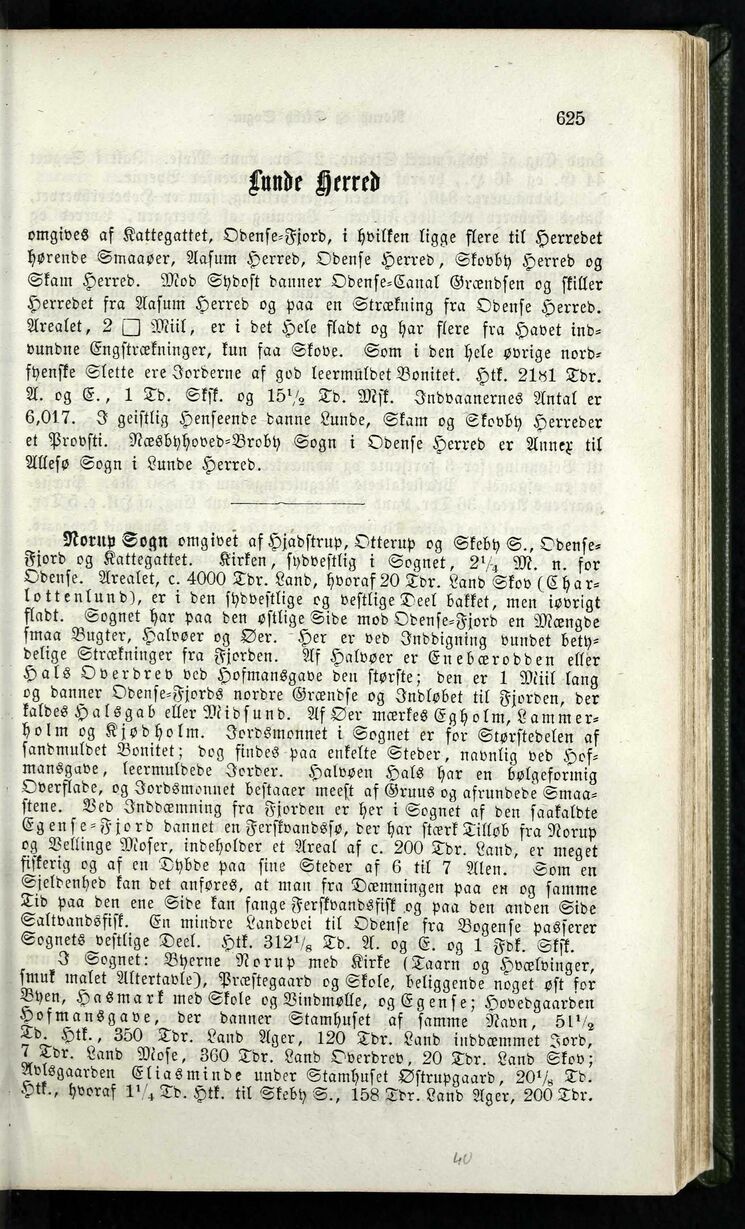 625
Lunde Herred
omgives af Kattegattet, Odense-Fjord, i hvilken ligge flere til Herredet
hørende Smaaøer, Aasum Herred, Odense Herred, Skovby Herred og
Skam Herred. Mod Sydost danner Odense-Canal Grændsen og skiller
Herredet fra Aasum Herred og paa en Strækning fra Odense Herred.
Arealet, 2 □ Miil, er i det Hele fladt og har flere fra Havet ind-
vundne Engstrækninger, kun faa Skove. Som i den hele øvrige nord-
fyenske Slette ere Jorderne af god leermuldet Bonitet. Htk. 2181 Tdr.
A. og E., 1 Td. Skfk. og 15½ Td. Msk. Indvaanernes Antal er
6,017. I geistlig Henseende danne Lunde, Skam og Skovby Herreder
et Provsti. Næsbyhoved-Broby Sogn i Odense Herred er Annex til
Allesø Sogn i Lunde Herred.
Norup Sogn omgivet af Hjadstrup, Otterup og Skeby S., Odense-
Fjord og Kattegattet. Kirken, sydvestlig i Sognet, 2¼ M. n. for
Odense. Arealet, c. 4000 Tdr. Land, hvoraf 20 Tdr. Land Skov (Char-
lottenlund), er i den sydvestlige og vestlige Deel bakket, men iøvrigt
fladt. Sognet har paa den østlige Side mod Odense-Fjord en Mængde
smaa Bugter, Halvøer og Øer. Her er ved Inddigning vundet bety-
delige Strækninger fra Fjorden. Af Halvøer er Enebærodden eller
Hals Overdrev ved Hofmansgave den største; den er 1 Miil lang
og danner Odense-Fjords nordre Grændse og Indløbet til Fjorden, der
kaldes Halsgab eller Midsund. Af Øer mærkes Egholm, Lammer-
holm og Kjødholm. Jordsmonnet i Sognet er for Størstedelen af
sandmuldet Bonitet; dog findes paa enkelte Steder, navnlig ved Hof-
mansgave, leermuldede Jorder. Halvøen Hals har en bølgeformig
Overflade, og Jordsmonnet bestaaer meest af Gruus og afrundede Smaa-
stene. Ved Inddæmning fra Fjorden er her i Sognet af den saakaldte
Egense-Fjord dannet en Ferskvandssø, der har stærk Tilløb fra Norup
og Vellinge Moser, indeholder et Areal af c. 200 Tdr. Land, er meget
fiskerig og af en Dybde paa sine Steder af 6 til 7 Alen. Som en
Sjeldenhed kan det anføres, at man fra Dæmningen paa en og samme
Tid paa den ene Side kan fange Ferskvandsfisk og paa den anden Side
Saltvandsfisk. En mindre Landevei til Odense fra Bogense passerer
Sognets vestlige Deel. Htk. 312⅛ Td. A. og E. og 1 Fdk. Skfk.
I Sognet: Byerne Norup med Kirke (Taarn og Hvælvinger,
smuk malet Altertavle), Præstegaard og Skole, beliggende noget øst for
Byen, Hasmark med Skole og Vindmølle, og Egense; Hovedgaarden
Hofmansgave, der danner Stamhuset af samme Navn, 51½
Td. Htk., 350 Tdr. Land Ager, 120 Tdr. Land inddæmmet Jord,
7 Tdr. Land Mose, 360 Tdr. Land Overdrev, 20 Tdr. Land Skov;
Avlsgaarden Eliasminde under Stamhuset Østrupgaard, 20⅛ Td.
Htk., hvoraf 1¼ Td. Htk. til Skeby S., 158 Tdr. Land Ager, 200 Tdr.
40